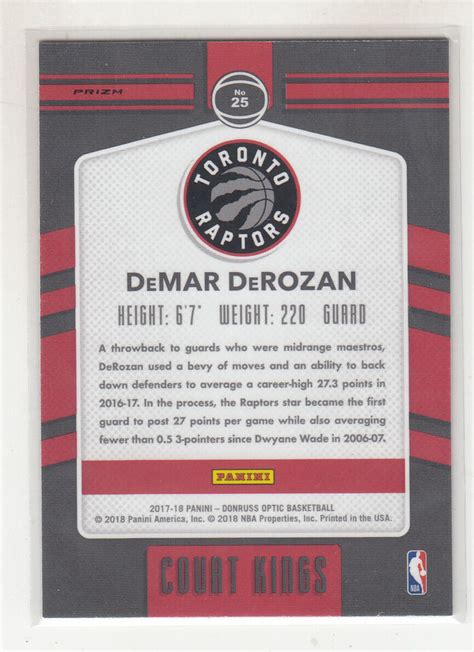 PRIZM
No
25
TORONTO
RAPTORS
DEMAR DEROZAN
HEIGHT: 6'7" WEIGHT: 220 GUARD
A throwback to guards who were midrange maestros,
DeRozan used a bevy of moves and an ability to back
down defenders to average a career-high 27.3 points in
2016-17. In the process, the Raptors star became the first
guard to post 27 points per game while also averaging
fewer than 0.5 3-pointers since Dwyane Wade in 2006-07.
PANINI
2017-18 PANINI – DONRUSS OPTIC BASKETBALL
© 2018 Panini America, Inc. © 2018 NBA Properties, Inc. Printed in the USA.
COURT KINGS
NBA